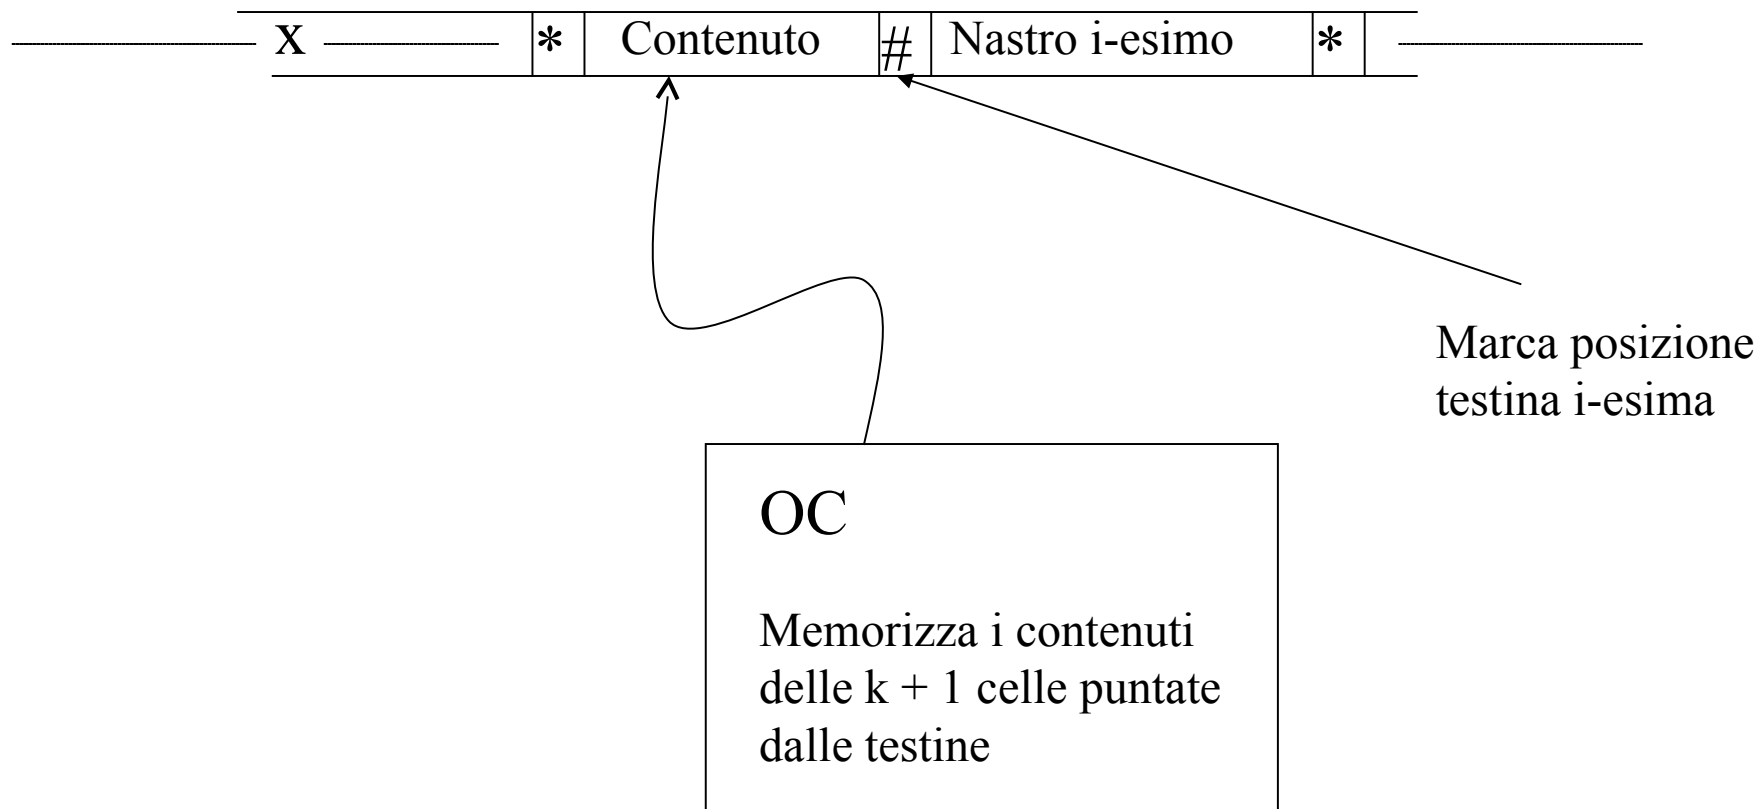 x * Contenuto # Nastro i-esimo *
Marca posizione
testina i-esima
OC
Memorizza i contenuti
delle k + 1 celle puntate
dalle testine